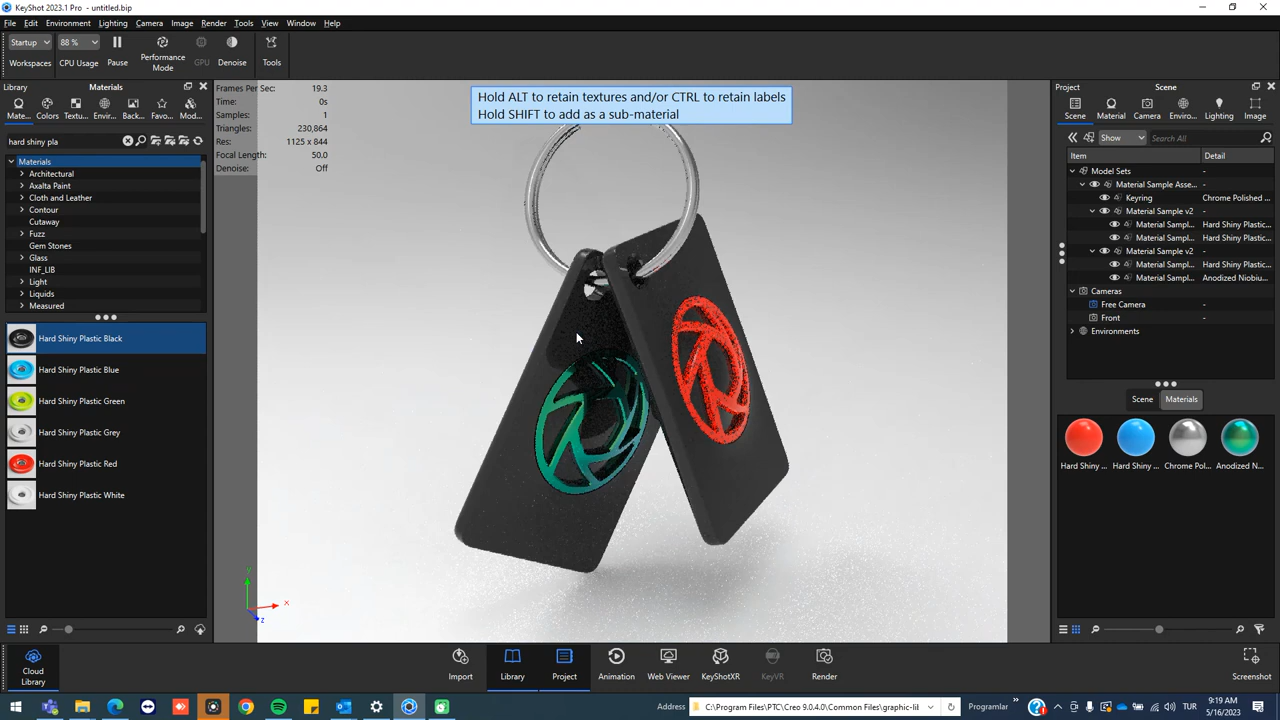 KeyShot 2023.1 Pro - untitled.bip
File Edit Environment Lighting Camera Image Render Tools View Window Help
Startup 88 %
Workspaces CPU Usage Pause Performance Mode GPU Denoise Tools
Library Materials
Mate... Colors Textu... Envir... Back... Favo... Mod...
hard shiny pla
Materials
Architectural
Axalta Paint
Cloth and Leather
Contour
Cutaway
Fuzz
Gem Stones
Glass
INF_LIB
Light
Liquids
Measured
Hard Shiny Plastic Black
Hard Shiny Plastic Blue
Hard Shiny Plastic Green
Hard Shiny Plastic Grey
Hard Shiny Plastic Red
Hard Shiny Plastic White
Frames Per Sec: 19.3
Time: 0s
Samples: 1
Triangles: 230,864
Res: 1125 x 844
Focal Length: 50.0
Denoise: Off
Hold ALT to retain textures and/or CTRL to retain labels
Hold SHIFT to add as a sub-material
y
x
z
Project Scene
Scene Material Camera Enviro... Lighting Image
Show Search All
Item Detail
Model Sets -
Material Sample Asse... -
Keyring Chrome Polished ...
Material Sample v2 -
Material Sampl... Hard Shiny Plastic...
Material Sampl... Hard Shiny Plastic...
Material Sample v2 -
Material Sampl... Hard Shiny Plastic...
Material Sampl... Anodized Niobiu...
Cameras
Free Camera -
Front -
Environments
Scene Materials
Hard Shiny ... Hard Shiny ... Chrome Pol... Anodized N...
Cloud Library
Import Library Project Animation Web Viewer KeyShotXR KeyVR Render Screenshot
Address C:\Program Files\PTC\Creo 9.0.4.0\Common Files\graphic-lib Programlar » TUR 9:19 AM
5/16/2023